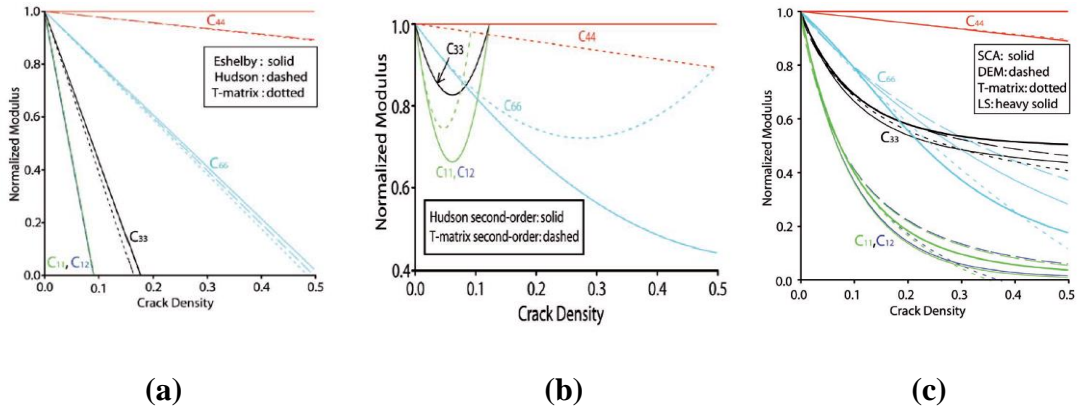 1.0
0.8
0.6
0.4
0.2
0.0
0.0 0.1 0.2 0.3 0.4 0.5
Normalized Modulus
Crack Density
C44
Eshelby : solid
Hudson : dashed
T-matrix : dotted
C66
C33
C11, C12
(a)
1.0
0.8
0.6
0.4
0.0 0.1 0.2 0.3 0.4 0.5
Normalized Modulus
Crack Density
C33
C44
C66
C11, C12
Hudson second-order: solid
T-matrix second-order: dashed
(b)
1.0
0.8
0.6
0.4
0.2
0.0
0.0 0.1 0.2 0.3 0.4 0.5
Normalized Modulus
Crack Density
C44
SCA: solid
DEM: dashed
T-matrix: dotted
LS: heavy solid
C66
C33
C11, C12
(c)